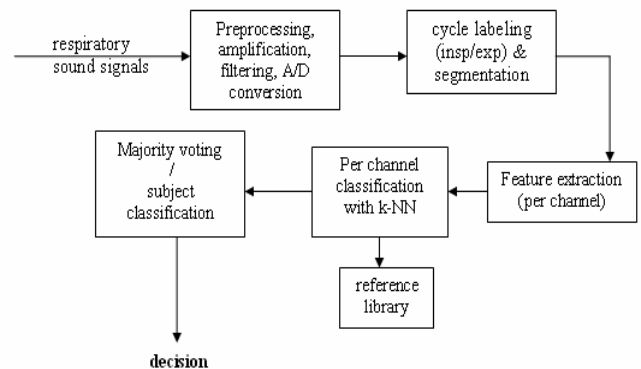 respiratory
sound signals
Preprocessing,
amplification,
filtering, A/D
conversion
cycle labeling
(insp/exp) &
segmentation
Feature extraction
(per channel)
Per channel
classification
with k-NN
reference
library
Majority voting
/
subject
classification
decision